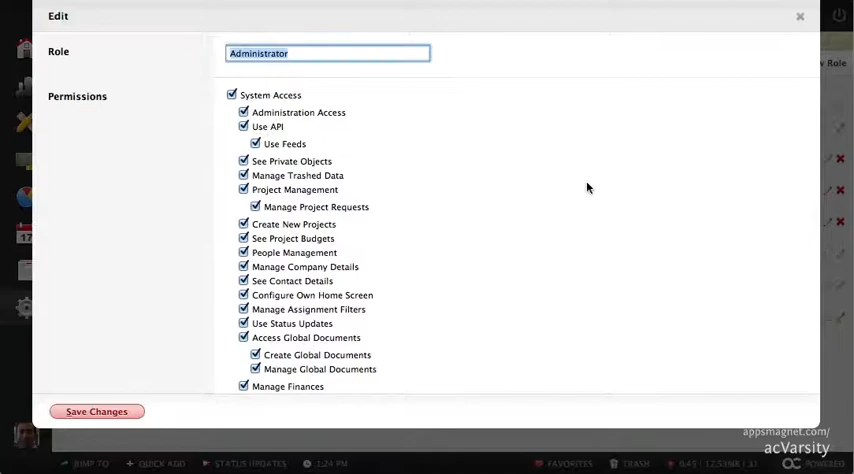 Edit
Role
Administrator
w Role
Permissions
System Access
Administration Access
Use API
Use Feeds
See Private Objects
Manage Trashed Data
Project Management
Manage Project Requests
Create New Projects
See Project Budgets
People Management
Manage Company Details
See Contact Details
Configure Own Home Screen
Manage Assignment Filters
Use Status Updates
Access Global Documents
Create Global Documents
Manage Global Documents
Manage Finances
17
Save Changes
appsmagnet.com/
acVarsity
JUMP TO + QUICK ADD STATUS UPDATES 1:24 PM FAVORITES TRASH POWERED